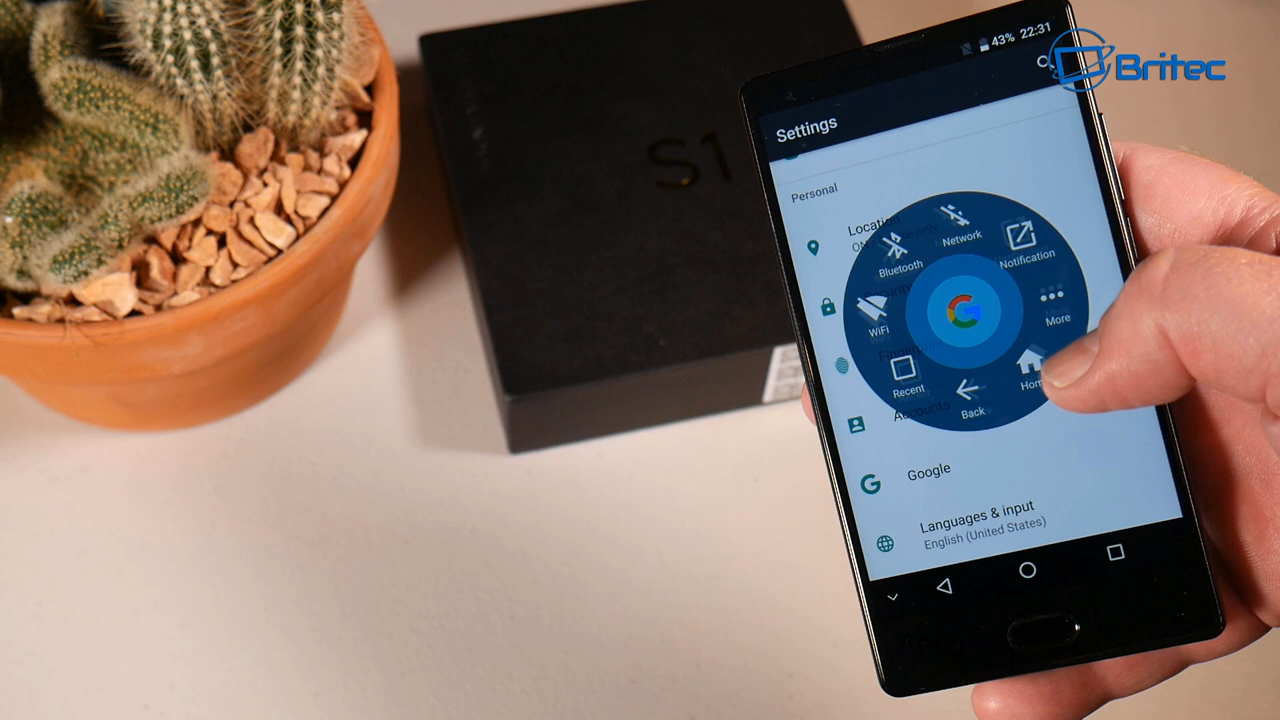 43% 22:31
Britec
S1
Settings
Personal
Location
Network
Notification
Bluetooth
WiFi
More
Recent
Home
Back
Accounts
Google
Languages & input
English (United States)